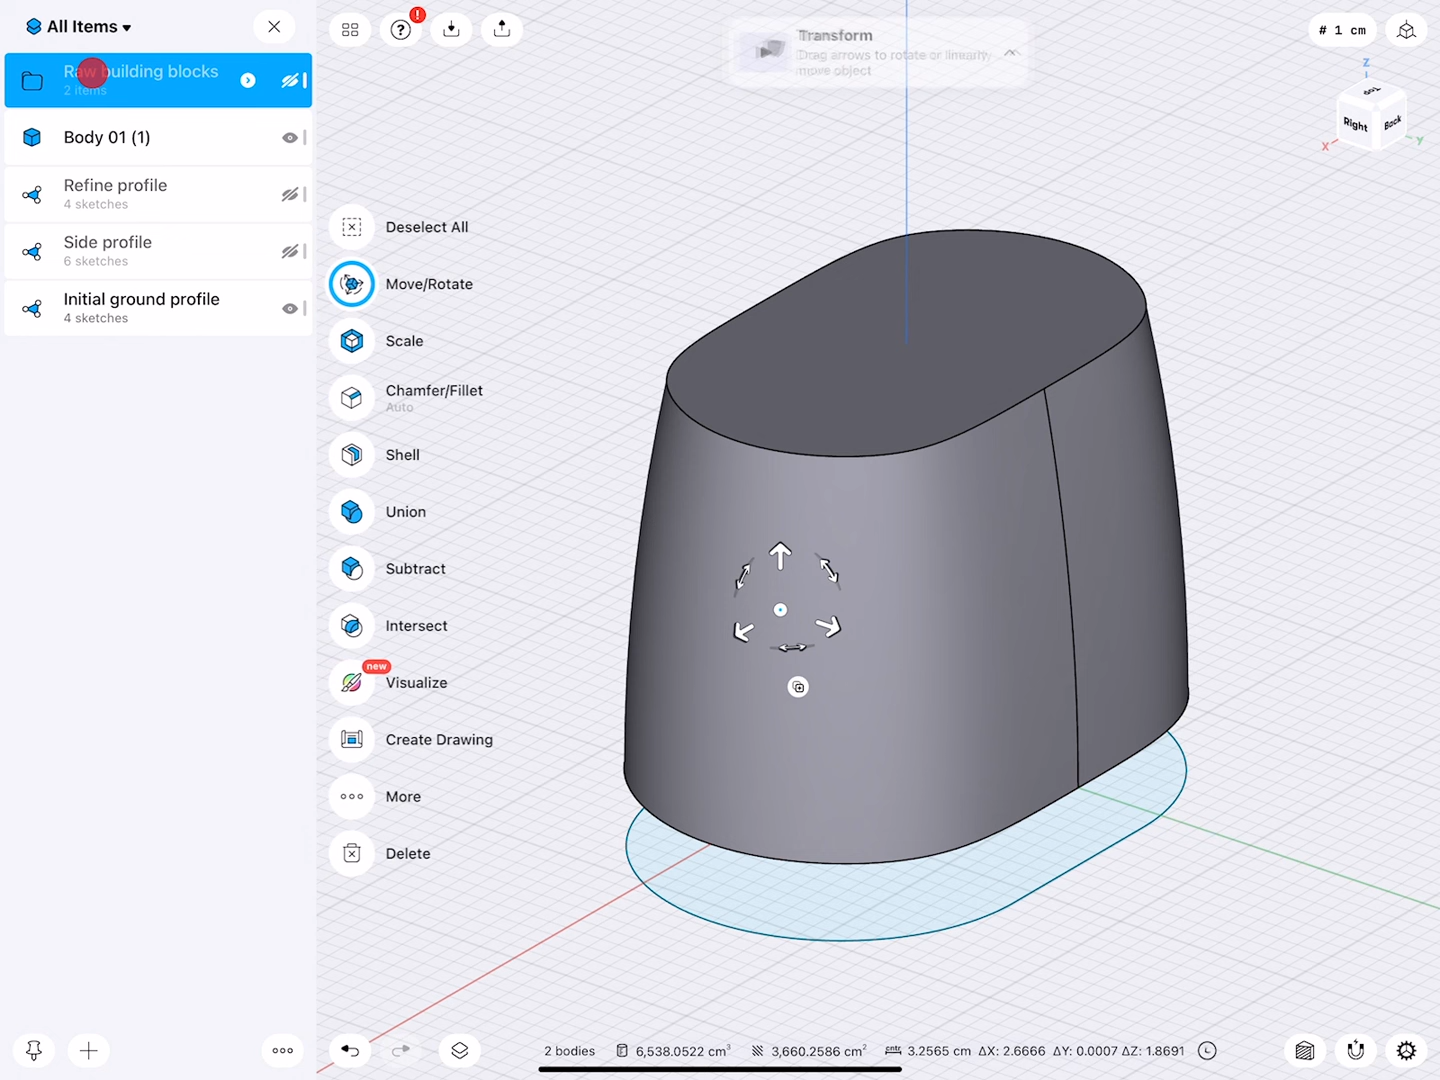 All Items
Raw building blocks
2 items
Body 01 (1)
Refine profile
4 sketches
Side profile
6 sketches
Initial ground profile
4 sketches
Deselect All
Move/Rotate
Scale
Chamfer/Fillet
Auto
Shell
Union
Subtract
Intersect
new
Visualize
Create Drawing
More
Delete
?
!
Transform
Drag arrows to rotate or linearly
move object
# 1 cm
Z
Top
Right
Back
X
Y
2 bodies
6,538.0522 cm³
3,660.2586 cm²
cntr
3.2565 cm ΔX: 2.6666 ΔY: 0.0007 ΔZ: 1.8691